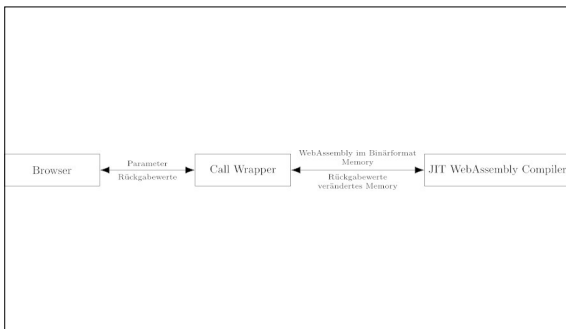 Browser
Parameter
Rückgabewerte
Call Wrapper
WebAssembly im Binärformat
Memory
Rückgabewerte
verändertes Memory
JIT WebAssembly Compiler